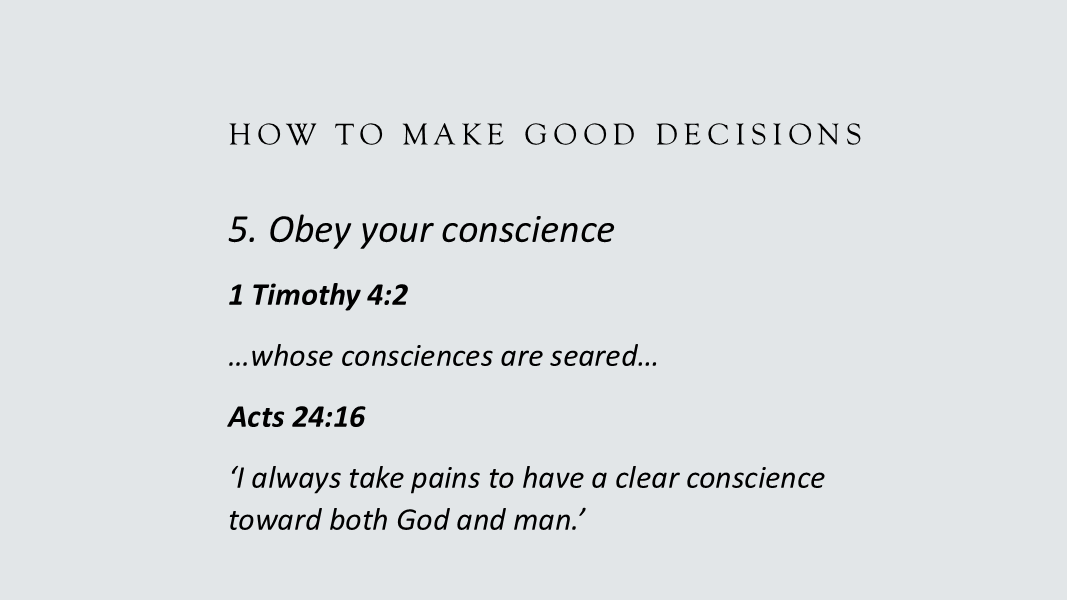 HOW TO MAKE GOOD DECISIONS
5. Obey your conscience
1 Timothy 4:2
…whose consciences are seared…
Acts 24:16
‘I always take pains to have a clear conscience
toward both God and man.’